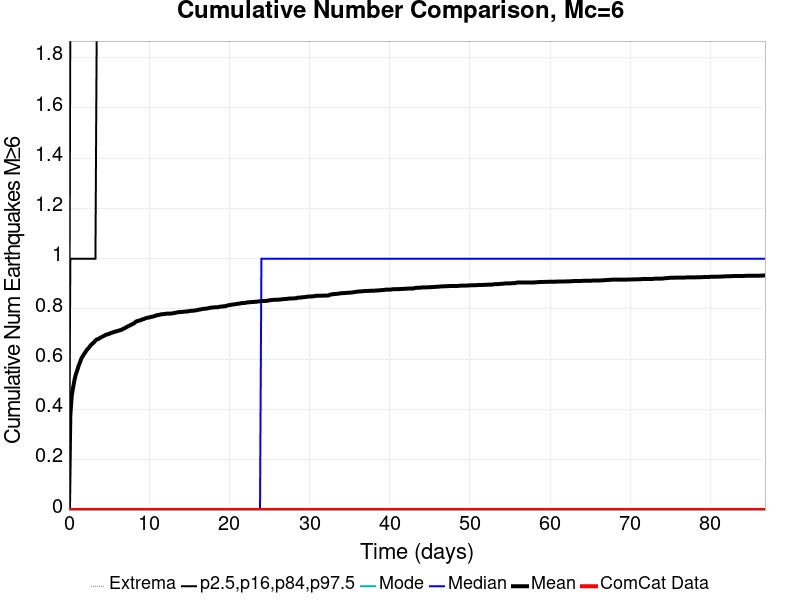 Cumulative Number Comparison, Mc=6
Cumulative Num Earthquakes M≥6
1.8
1.6
1.4
1.2
1
0.8
0.6
0.4
0.2
0
0 10 20 30 40 50 60 70 80
Time (days)
Extrema p2.5,p16,p84,p97.5 Mode Median Mean ComCat Data